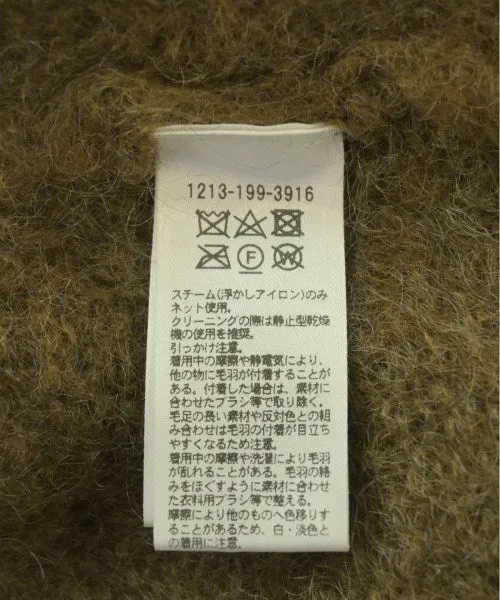 1213-199-3916
F
W
スチーム(浮かしアイロン)のみ
ネット使用。
クリーニングの際は静止型乾燥
機の使用を推奨。
引っかけ注意。
着用中の摩擦や静電気により、
他の物に毛羽が付着することが
ある。付着した場合は、素材に
合わせたブラシ等で取り除く。
毛足の長い素材や反対色との組
み合わせは毛羽の付着が目立ち
やすくなるため注意。
着用中の摩擦や洗濯により毛羽
が乱れることがある。毛羽の絡
みをほぐすように素材に合わせ
た衣料用ブラシ等で整える。
摩擦により他のものへ色移りす
ることがあるため、白・淡色と
の着用に注意。